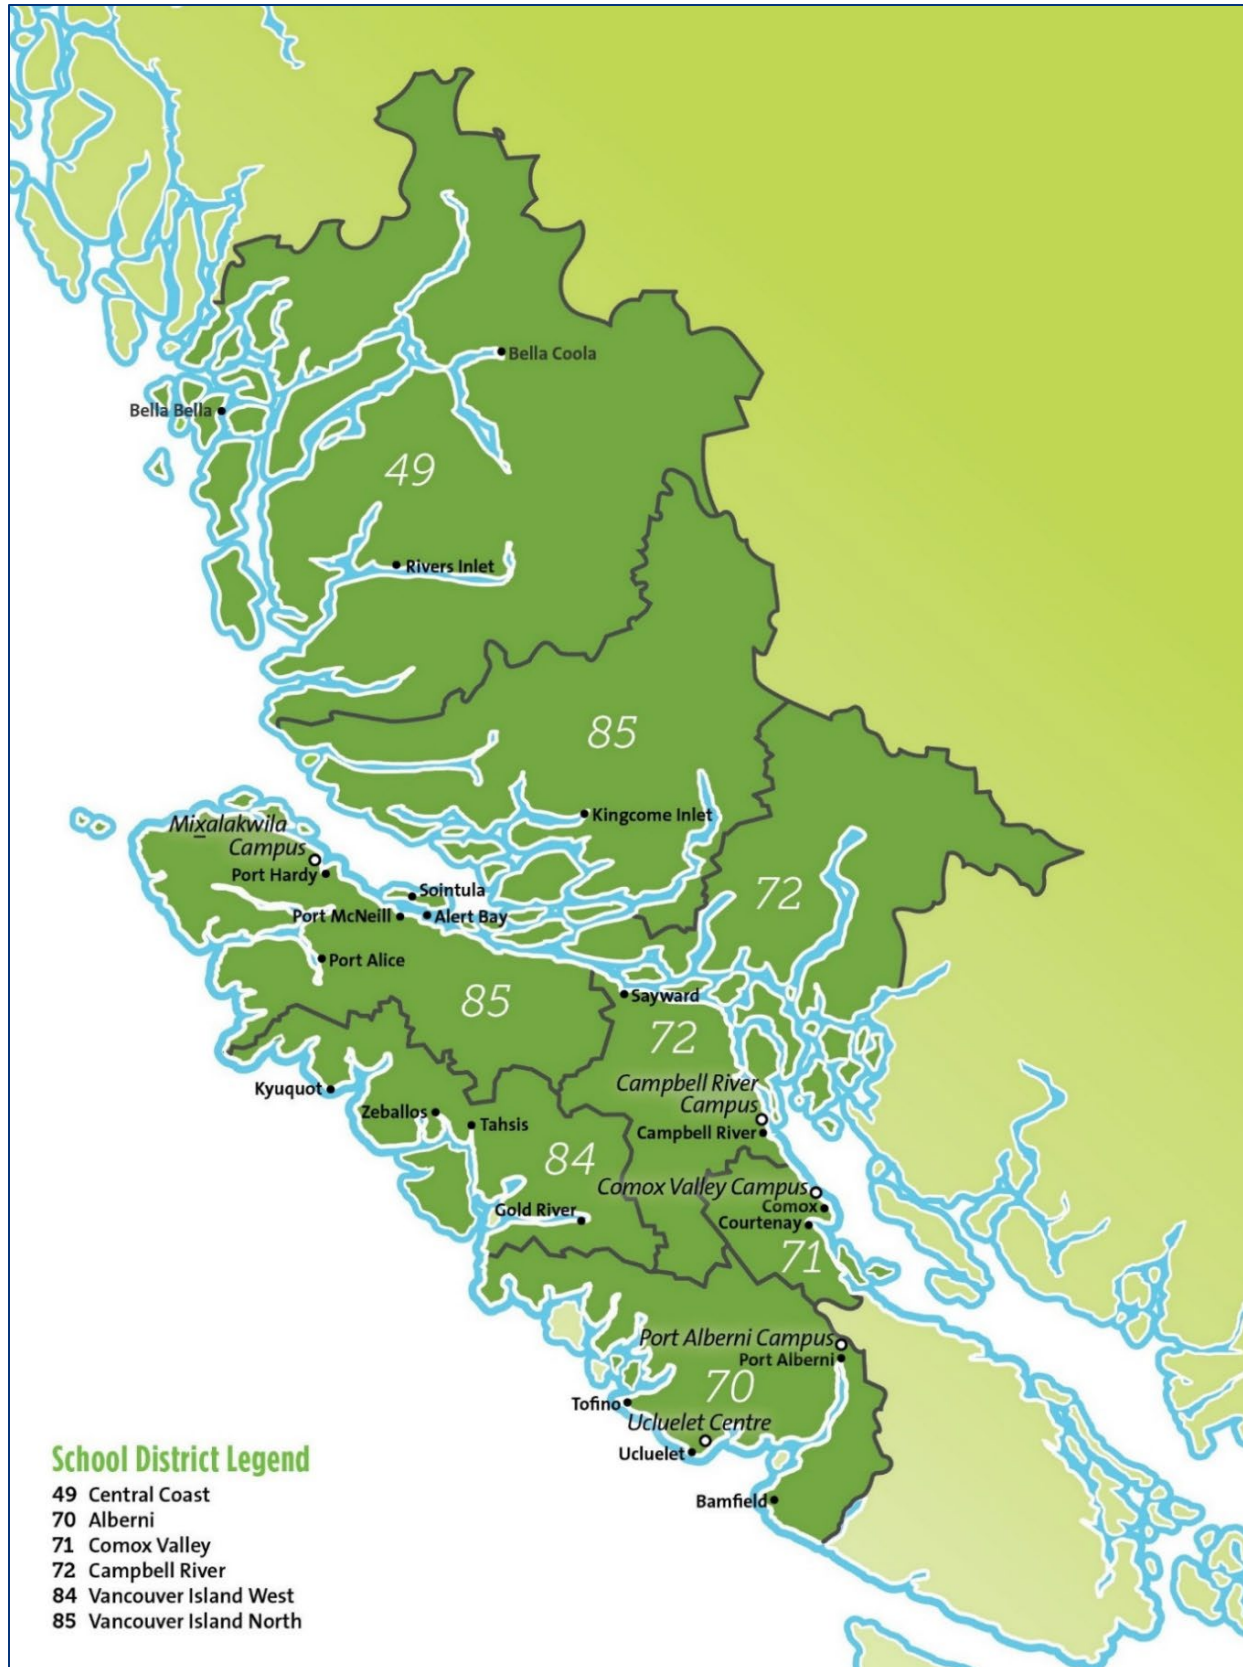 Bella Coola
Bella Bella
49
Rivers Inlet
85
Kingcome Inlet
Mix̲alakwila
Campus
Port Hardy
Sointula
72
Port McNeill
Alert Bay
Port Alice
85
Sayward
72
Kyuquot
Campbell River
Campus
Zeballos
Tahsis
Campbell River
84
Comox Valley Campus
Gold River
Comox
Courtenay
71
Port Alberni Campus
Port Alberni
70
Tofino
Ucluelet Centre
Ucluelet
Bamfield
School District Legend
49 Central Coast
70 Alberni
71 Comox Valley
72 Campbell River
84 Vancouver Island West
85 Vancouver Island North